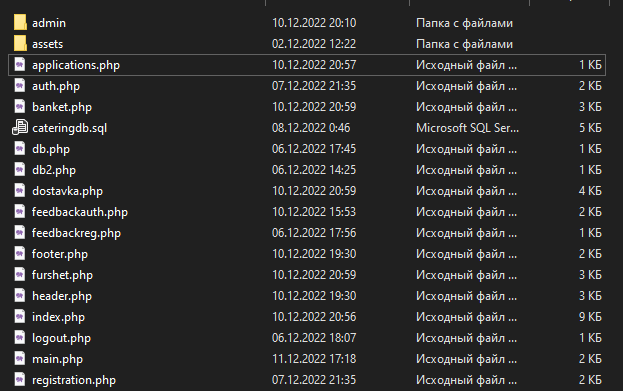 admin 10.12.2022 20:10 Папка с файлами
assets 02.12.2022 12:22 Папка с файлами
applications.php 10.12.2022 20:57 Исходный файл ... 1 КБ
auth.php 07.12.2022 21:35 Исходный файл ... 2 КБ
banket.php 10.12.2022 20:59 Исходный файл ... 3 КБ
cateringdb.sql 08.12.2022 0:46 Microsoft SQL Ser... 5 КБ
db.php 06.12.2022 17:45 Исходный файл ... 1 КБ
db2.php 06.12.2022 14:25 Исходный файл ... 1 КБ
dostavka.php 10.12.2022 20:59 Исходный файл ... 4 КБ
feedbackauth.php 10.12.2022 15:53 Исходный файл ... 2 КБ
feedbackreg.php 06.12.2022 17:56 Исходный файл ... 1 КБ
footer.php 10.12.2022 19:30 Исходный файл ... 2 КБ
furshet.php 10.12.2022 20:59 Исходный файл ... 3 КБ
header.php 10.12.2022 19:30 Исходный файл ... 3 КБ
index.php 10.12.2022 20:56 Исходный файл ... 9 КБ
logout.php 06.12.2022 18:07 Исходный файл ... 1 КБ
main.php 11.12.2022 17:18 Исходный файл ... 2 КБ
registration.php 07.12.2022 21:35 Исходный файл ... 2 КБ